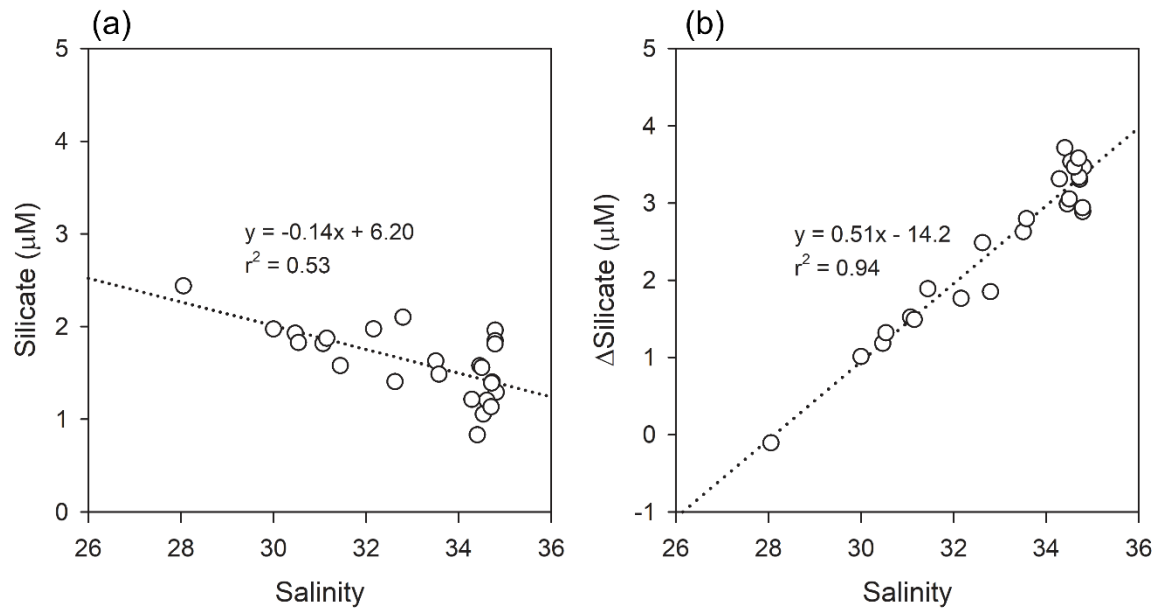 (a)
5
4
3
2
1
0
Silicate (μM)
y = -0.14x + 6.20
r² = 0.53
26 28 30 32 34 36
Salinity
(b)
5
4
3
2
1
0
-1
ΔSilicate (μM)
y = 0.51x - 14.2
r² = 0.94
26 28 30 32 34 36
Salinity